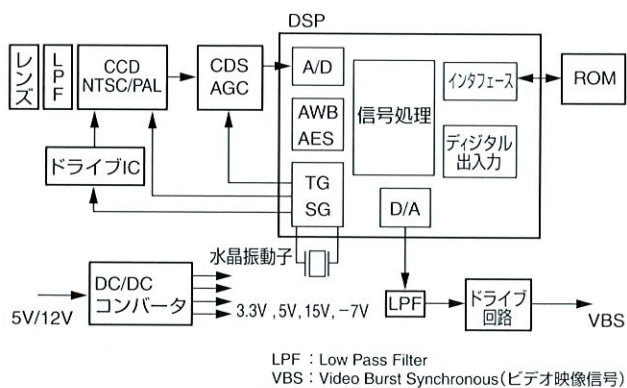 DSP
レンズ
LPF
CCD
NTSC/PAL
CDS
AGC
A/D
AWB
AES
信号処理
インタフェース
ROM
ディジタル
出入力
ドライブIC
TG
SG
D/A
水晶振動子
DC/DC
コンバータ
5V/12V
3.3V ,5V, 15V, −7V
LPF
ドライブ
回路
VBS
LPF : Low Pass Filter
VBS : Video Burst Synchronous(ビデオ映像信号)